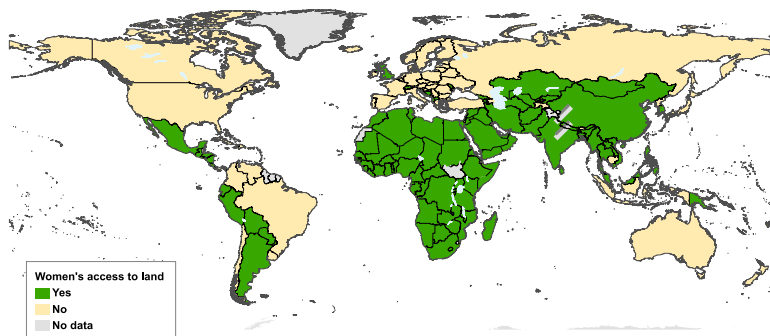 Women's access to land
Yes
No
No data